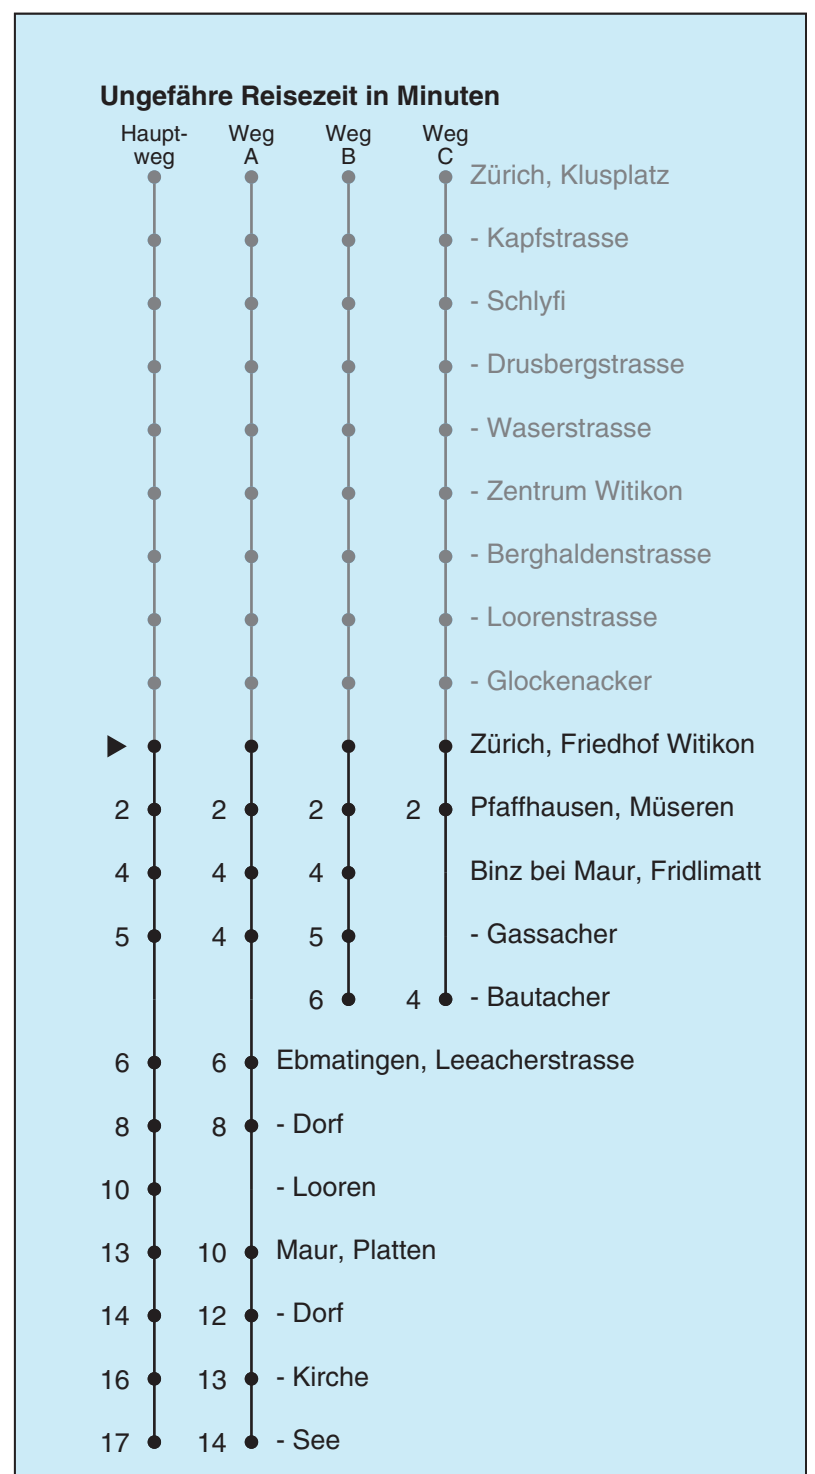 Ungefähre Reisezeit in Minuten
Haupt- Weg Weg Weg
weg A B C
Zürich, Klusplatz
- Kapfstrasse
- Schlyfi
- Drusbergstrasse
- Waserstrasse
- Zentrum Witikon
- Berghaldenstrasse
- Loorenstrasse
- Glockenacker
Zürich, Friedhof Witikon
2 2 2 2 Pfaffhausen, Müseren
4 4 4 Binz bei Maur, Fridlimatt
5 4 5 - Gassacher
6 4 - Bautacher
6 6 Ebmatingen, Leeacherstrasse
8 8 - Dorf
10 - Looren
13 10 Maur, Platten
14 12 - Dorf
16 13 - Kirche
17 14 - See